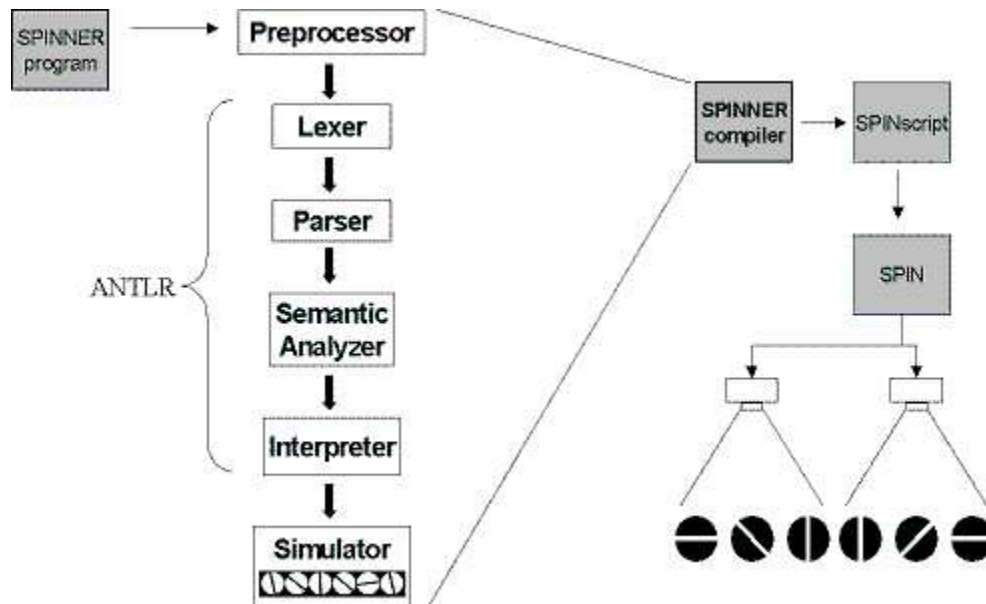 SPINNER
program
Preprocessor
Lexer
Parser
ANTLR
Semantic
Analyzer
Interpreter
Simulator
SPINNER
compiler
SPINscript
SPIN